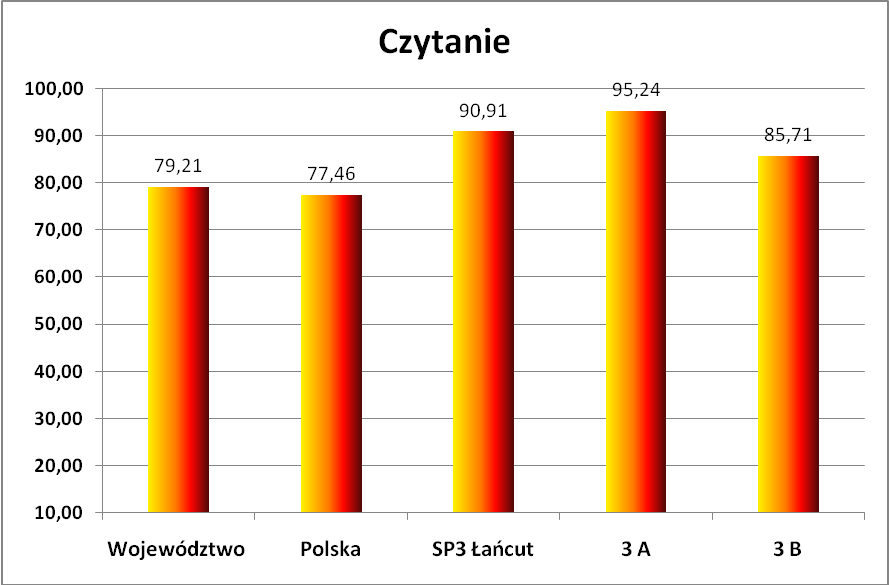 Czytanie
100,00
90,00
80,00
70,00
60,00
50,00
40,00
30,00
20,00
10,00
79,21
77,46
90,91
95,24
85,71
Województwo
Polska
SP3 Łańcut
3 A
3 B